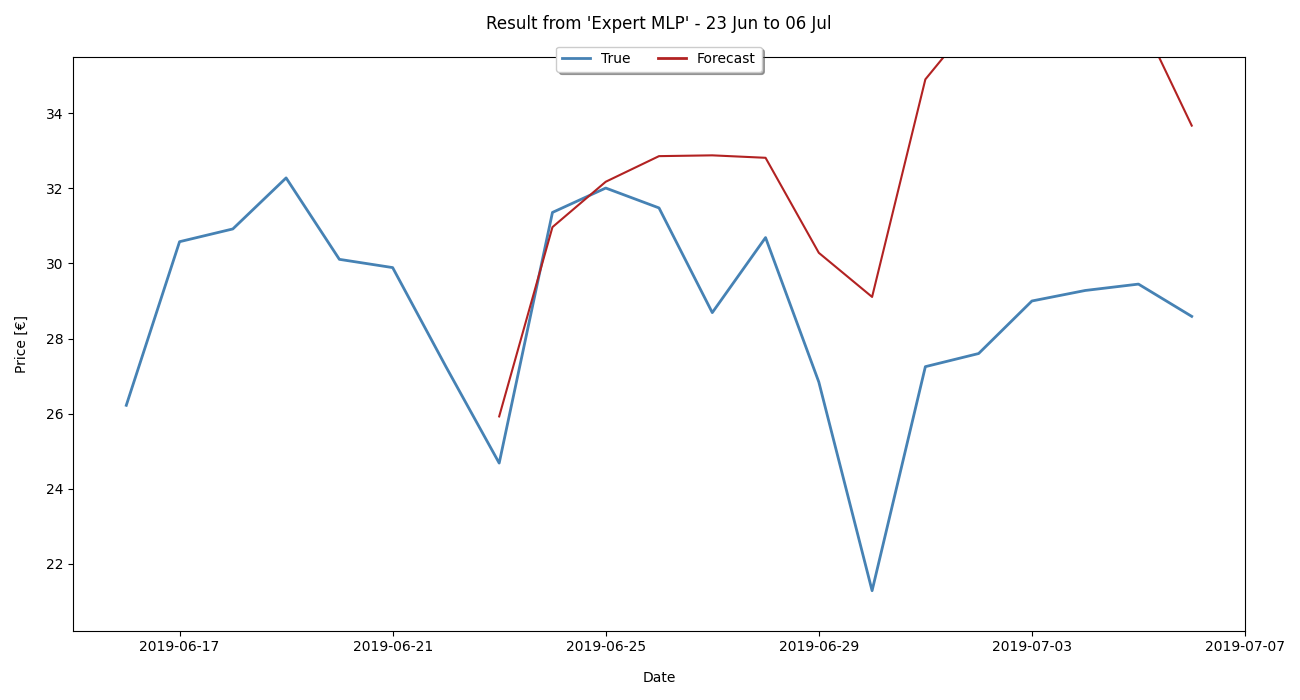 Result from 'Expert MLP' - 23 Jun to 06 Jul
True Forecast
34
32
30
28
26
24
22
Price [€]
2019-06-17 2019-06-21 2019-06-25 2019-06-29 2019-07-03 2019-07-07
Date